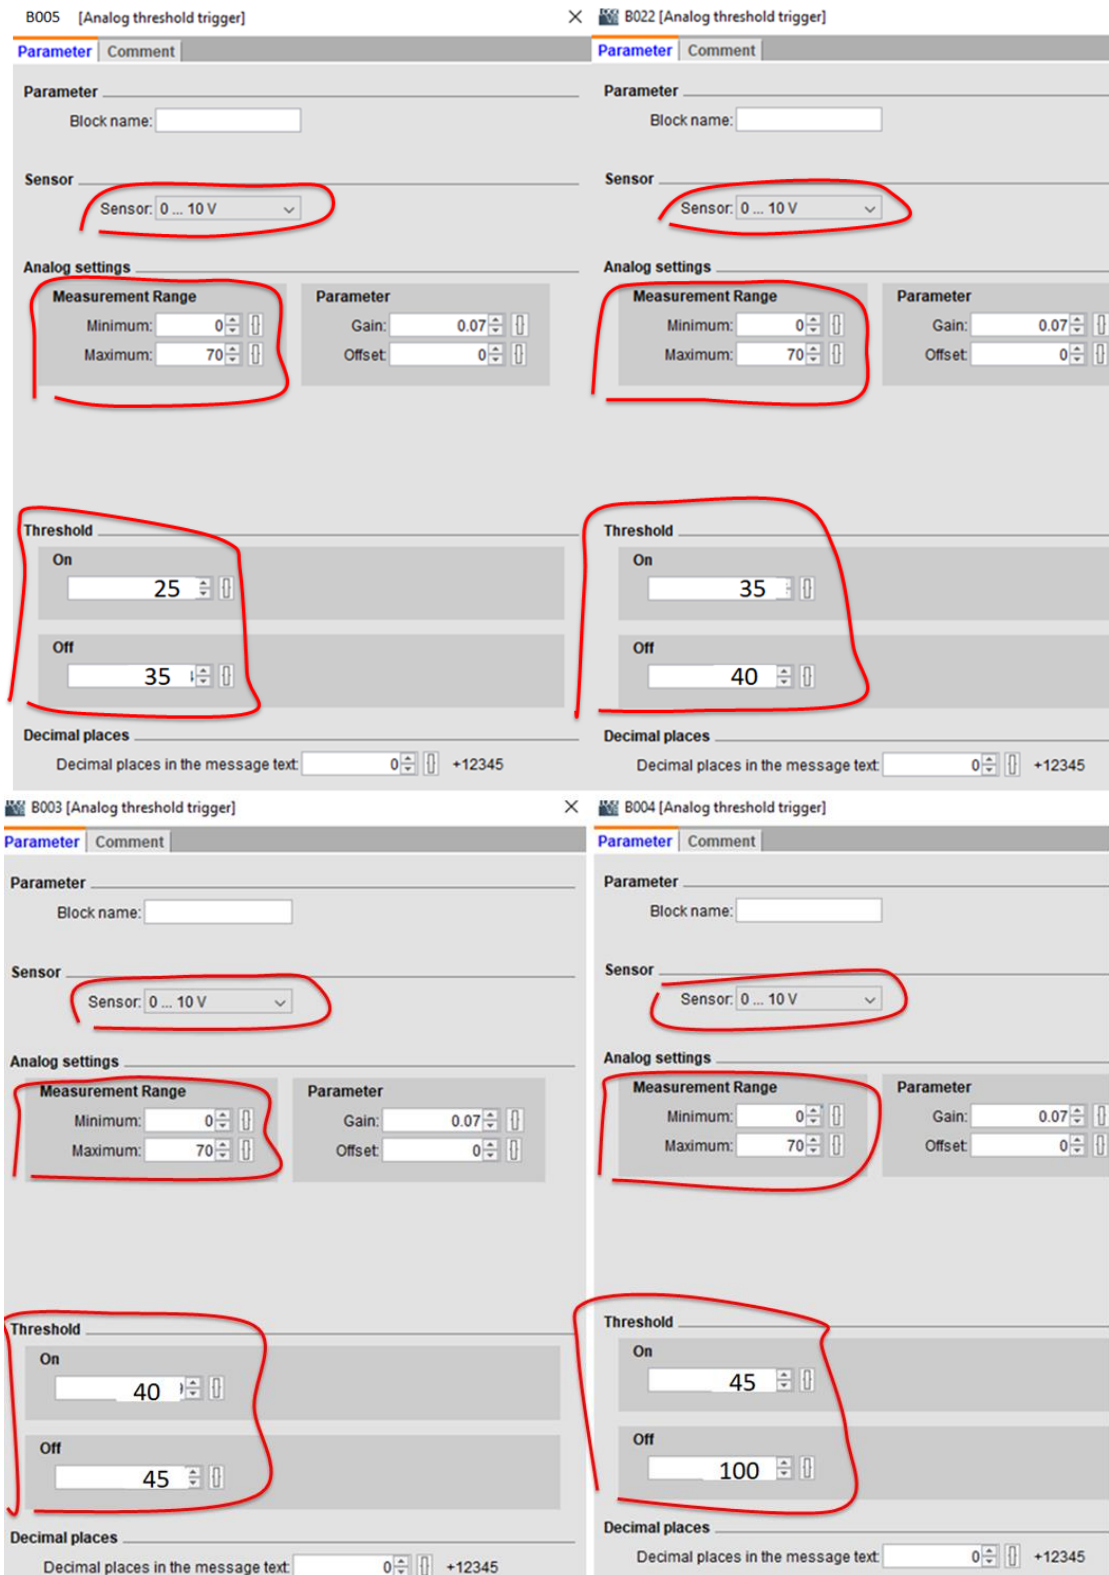 B005 [Analog threshold trigger]
Parameter Comment
Parameter
Block name:
Sensor
Sensor: 0 ... 10 V
Analog settings
Measurement Range Parameter
Minimum: 0 Gain: 0.07
Maximum: 70 Offset: 0
Threshold
On
25
Off
35
Decimal places
Decimal places in the message text: 0 +12345
B022 [Analog threshold trigger]
Parameter Comment
Parameter
Block name:
Sensor
Sensor: 0 ... 10 V
Analog settings
Measurement Range Parameter
Minimum: 0 Gain: 0.07
Maximum: 70 Offset: 0
Threshold
On
35
Off
40
Decimal places
Decimal places in the message text: 0 +12345
B003 [Analog threshold trigger]
Parameter Comment
Parameter
Block name:
Sensor
Sensor: 0 ... 10 V
Analog settings
Measurement Range Parameter
Minimum: 0 Gain: 0.07
Maximum: 70 Offset: 0
Threshold
On
40
Off
45
Decimal places
Decimal places in the message text: 0 +12345
B004 [Analog threshold trigger]
Parameter Comment
Parameter
Block name:
Sensor
Sensor: 0 ... 10 V
Analog settings
Measurement Range Parameter
Minimum: 0 Gain: 0.07
Maximum: 70 Offset: 0
Threshold
On
45
Off
100
Decimal places
Decimal places in the message text: 0 +12345